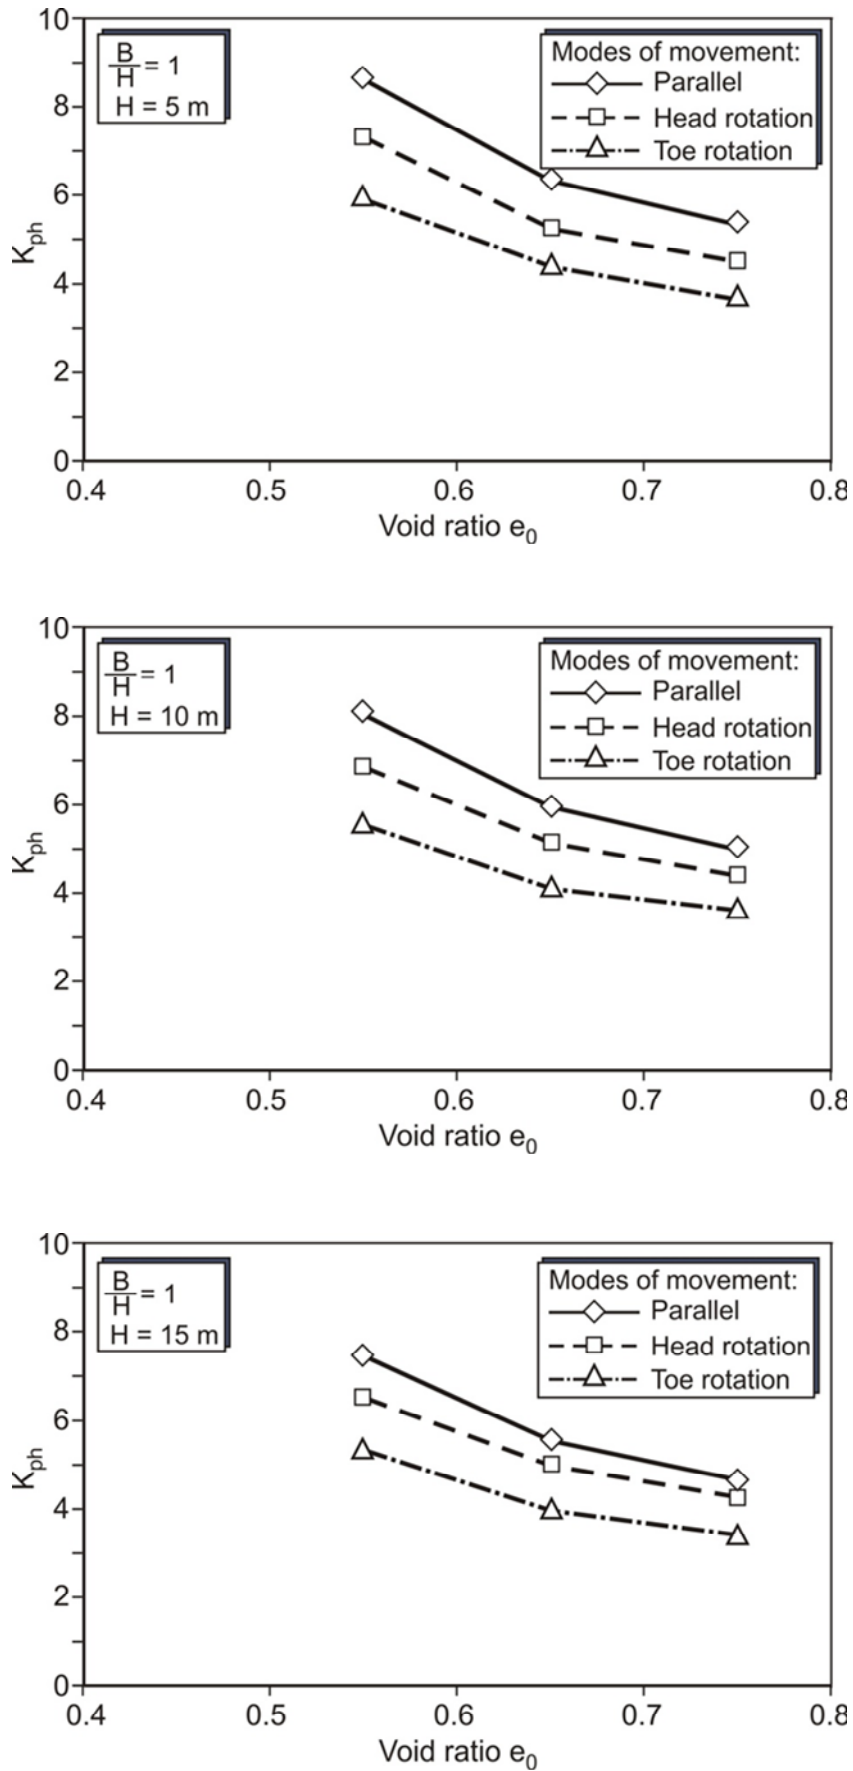 10
8
6
4
2
0
K_ph
B
H
= 1
H = 5 m
Modes of movement:
Parallel
Head rotation
Toe rotation
0.4 0.5 0.6 0.7 0.8
Void ratio e_0
10
8
6
4
2
0
K_ph
B
H
= 1
H = 10 m
Modes of movement:
Parallel
Head rotation
Toe rotation
0.4 0.5 0.6 0.7 0.8
Void ratio e_0
10
8
6
4
2
0
K_ph
B
H
= 1
H = 15 m
Modes of movement:
Parallel
Head rotation
Toe rotation
0.4 0.5 0.6 0.7 0.8
Void ratio e_0